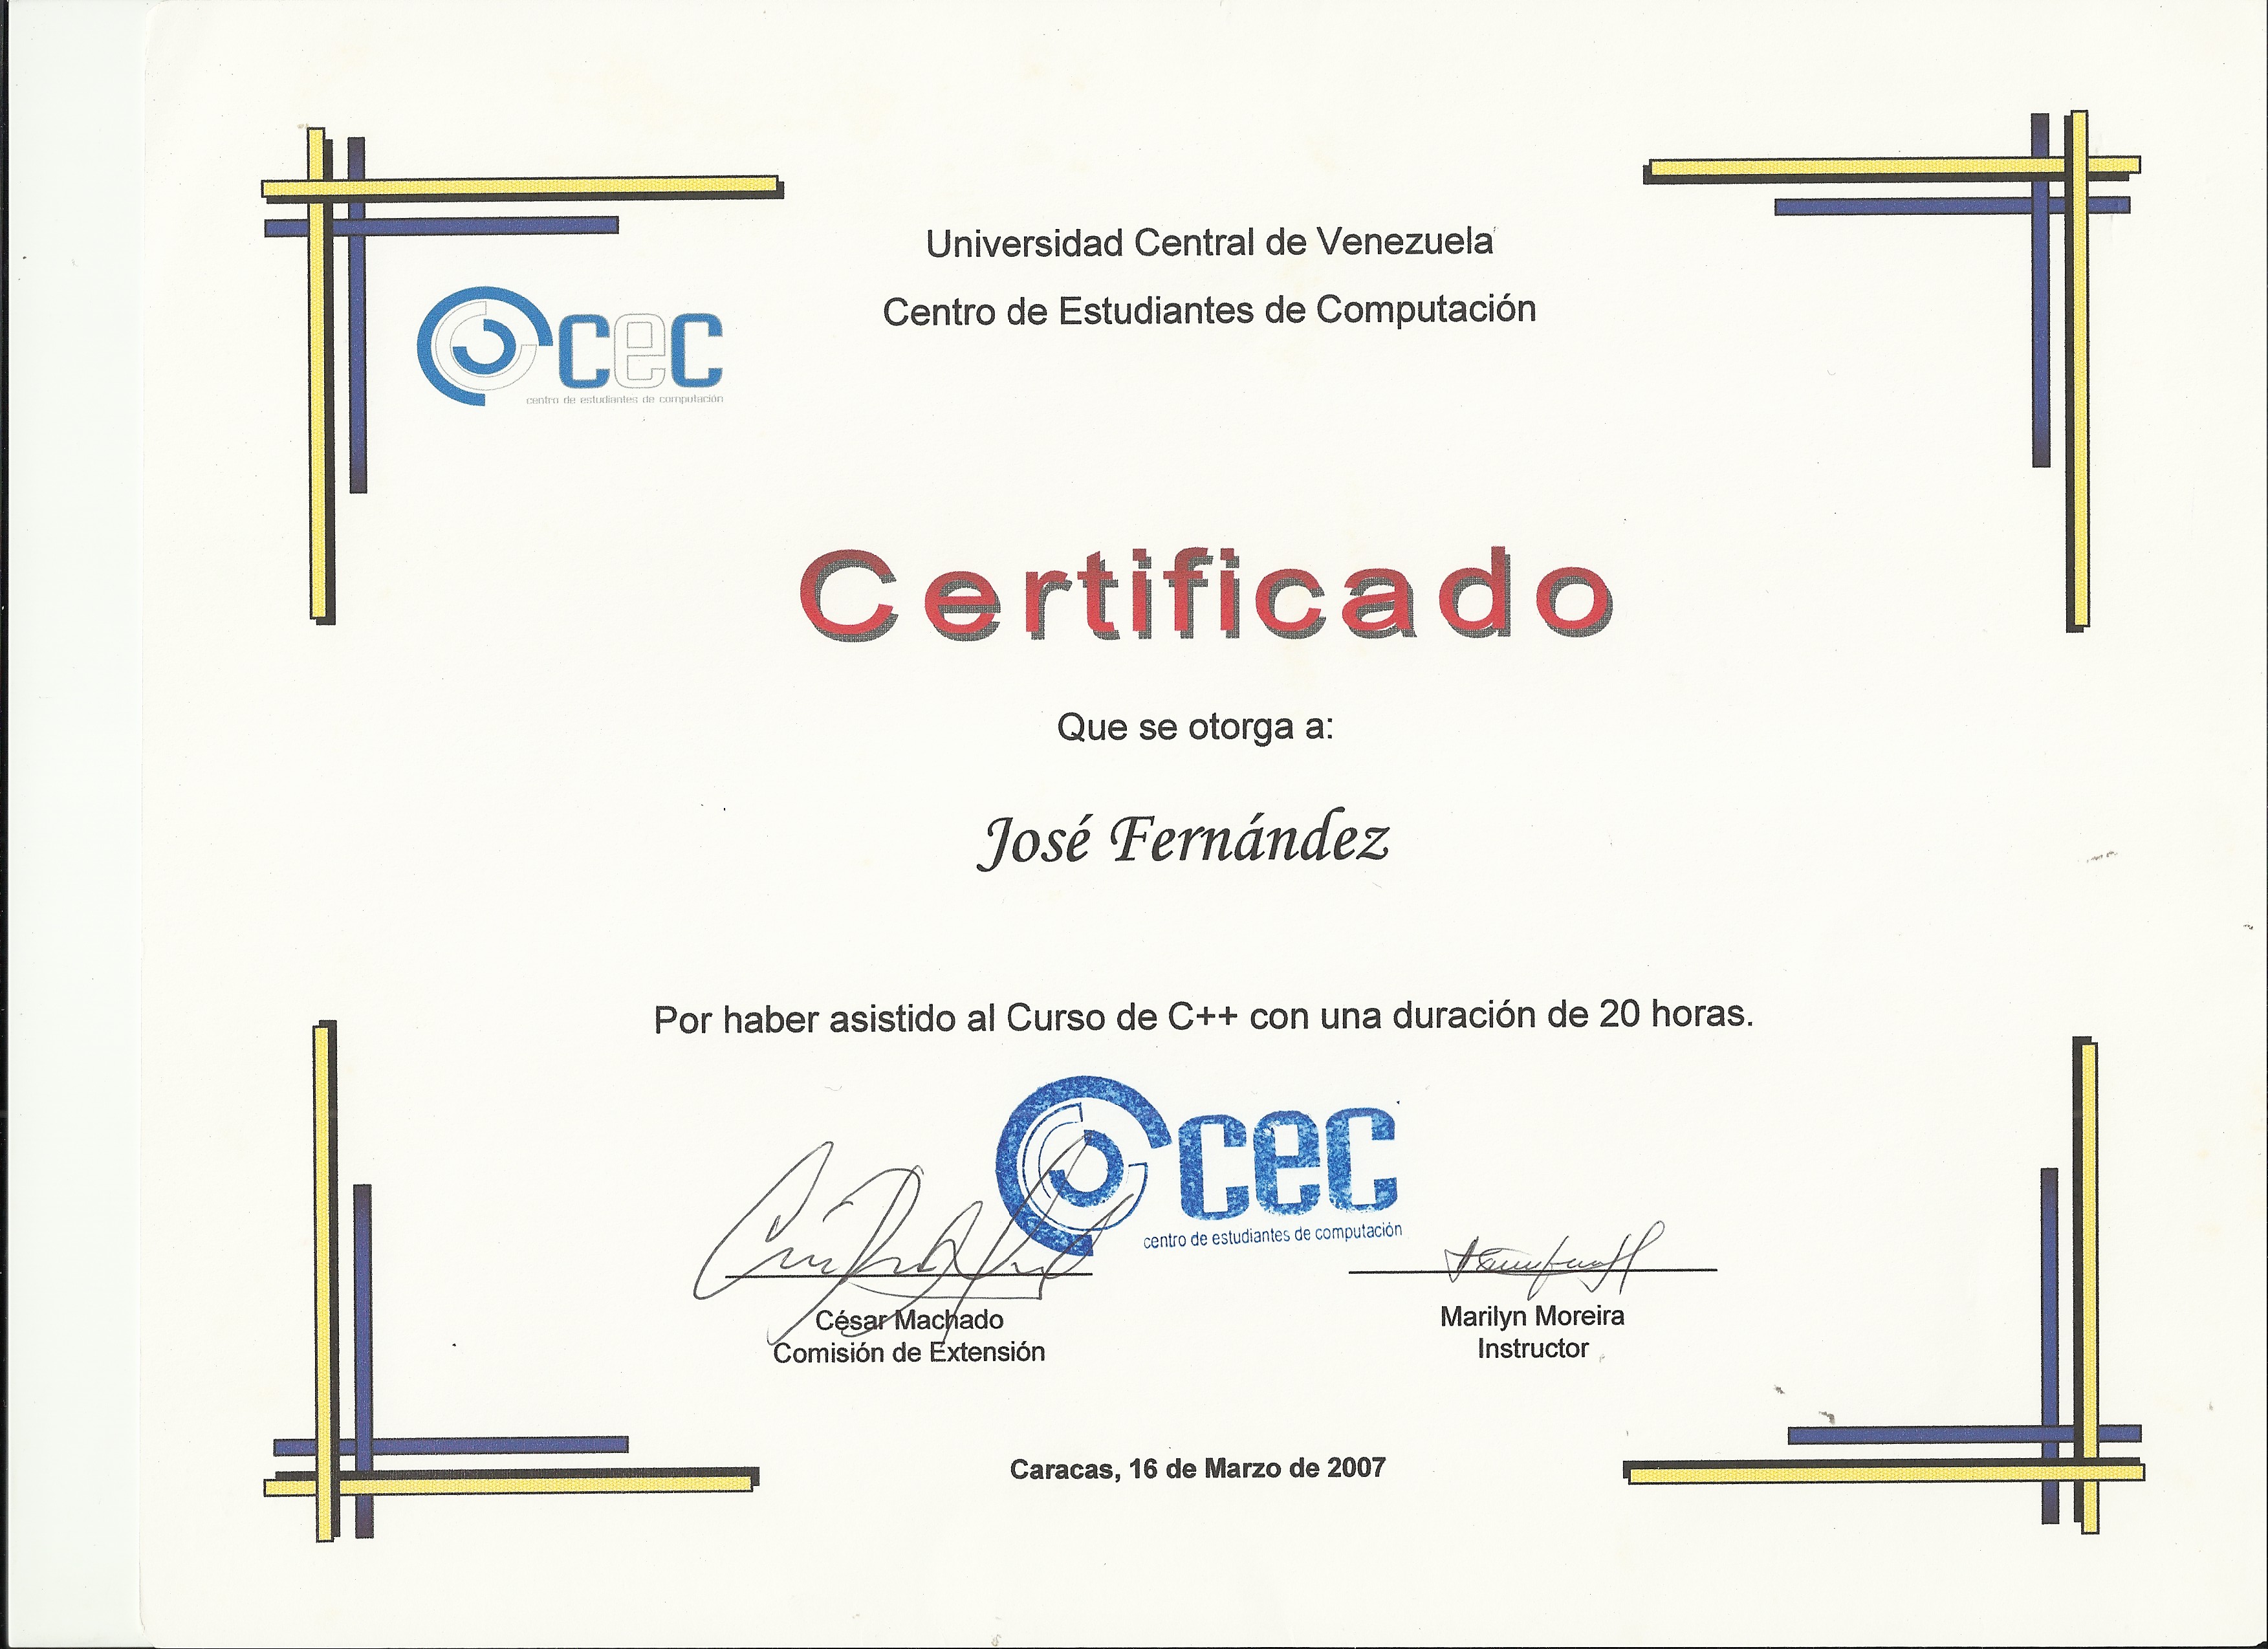 Universidad Central de Venezuela
Centro de Estudiantes de Computación
cec
centro de estudiantes de computación
Certificado
Que se otorga a:
José Fernández
Por haber asistido al Curso de C++ con una duración de 20 horas.
cec
centro de estudiantes de computación
César Machado
Comisión de Extensión
Marilyn Moreira
Instructor
Caracas, 16 de Marzo de 2007